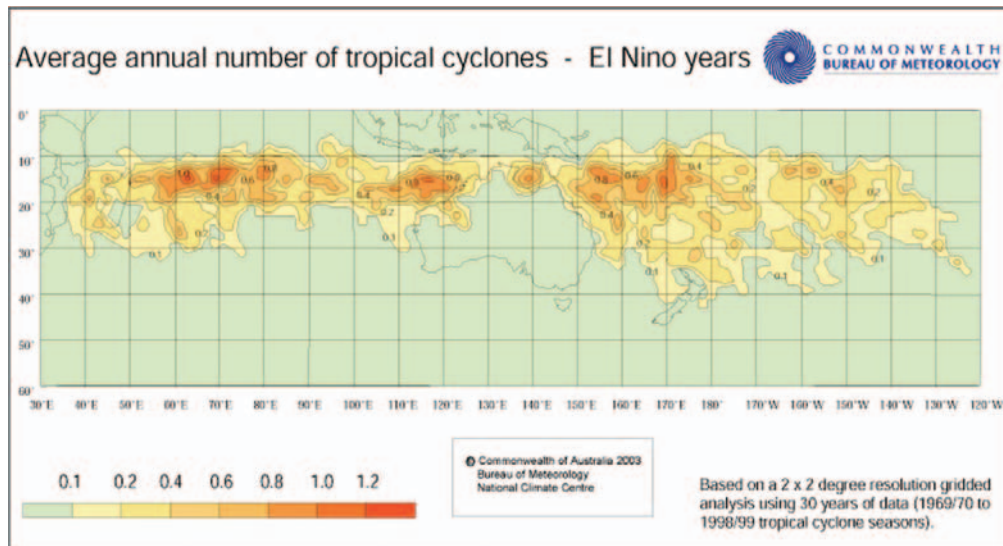 Average annual number of tropical cyclones - El Nino years
COMMONWEALTH
BUREAU OF METEOROLOGY
0°
10°
20°
30°
40°
50°
60°
30°E 40°E 50°E 60°E 70°E 80°E 90°E 100°E 110°E 120°E 130°E 140°E 150°E 160°E 170°E 180° 170°W 160°W 150°W 140°W 130°W 120°W
0.1 0.2 0.4 0.6 0.8 1.0 1.2
© Commonwealth of Australia 2003
Bureau of Meteorology
National Climate Centre
Based on a 2 x 2 degree resolution gridded
analysis using 30 years of data (1969/70 to
1998/99 tropical cyclone seasons).